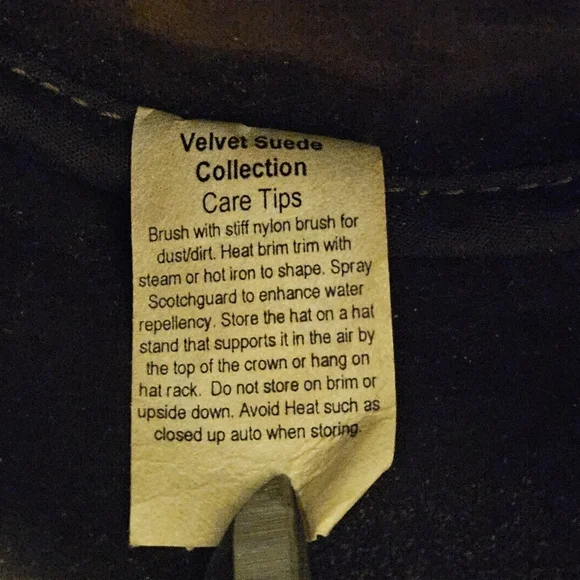 Velvet Suede
Collection
Care Tips
Brush with stiff nylon brush for
dust/dirt. Heat brim trim with
steam or hot iron to shape. Spray
Scotchguard to enhance water
repellency. Store the hat on a hat
stand that supports it in the air by
the top of the crown or hang on
hat rack. Do not store on brim or
upside down. Avoid Heat such as
closed up auto when storing.